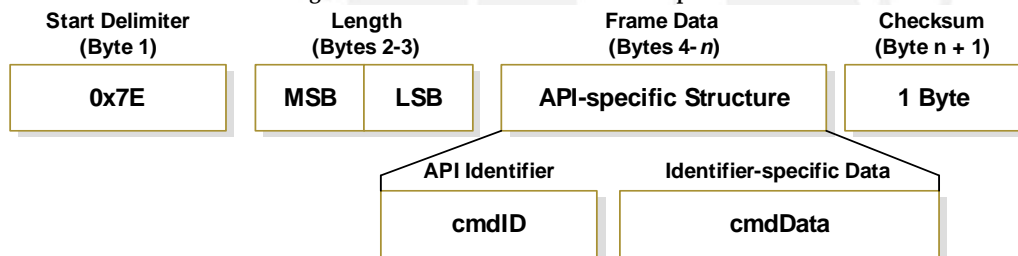 Start Delimiter
(Byte 1)
Length
(Bytes 2-3)
Frame Data
(Bytes 4-n)
Checksum
(Byte n + 1)
0x7E
MSB
LSB
API-specific Structure
1 Byte
API Identifier
Identifier-specific Data
cmdID
cmdData